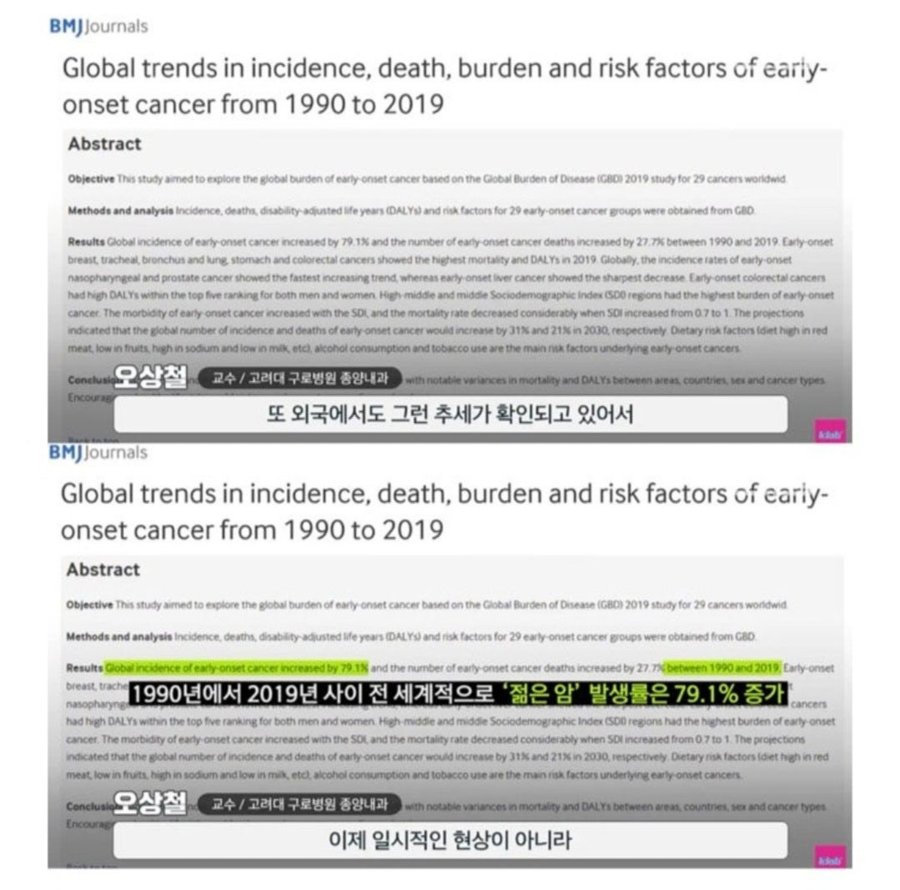 BMJ Journals
Global trends in incidence, death, burden and risk factors of early-
onset cancer from 1990 to 2019
Abstract
Objective This study aimed to explore the global burden of early-onset cancer based on the Global Burden of Disease (GBD) 2019 study for 29 cancers worldwid
Methods and analysis Incidence, deaths, disability-adjusted life years (DALYs) and risk factors for 29 early-onset cancer groups were obtained from GBD.
Results Global incidence of early-onset cancer increased by 79.1% and the number of early-onset cancer deaths increased by 27.7% between 1990 and 2019. Early-onset
breast, tracheal, bronchus and lung, stomach and colorectal cancers showed the highest mortality and DALYs in 2019. Globally, the incidence rates of early-onset
nasopharyngeal and prostate cancer showed the fastest increasing trend, whereas early-onset liver cancer showed the sharpest decrease. Early-onset colorectal cancers
had high DALYs within the top five ranking for both men and women. High-middle and middle Sociodemographic Index (SDI) regions had the highest burden of early-onset
cancer. The morbidity of early-onset cancer increased with the SDI, and the mortality rate decreased considerably when SDI increased from 0.7 to 1. The projections
indicated that the global number of incidence and deaths of early-onset cancer would increase by 31% and 21% in 2030, respectively. Dietary risk factors (diet high in red
meat, low in fruits, high in sodium and low in milk, etc), alcohol consumption and tobacco use are the main risk factors underlying early-onset cancers.
Conclusio
오상철 교수 / 고려대 구로병원 종양내과
with notable variances in mortality and DALYs between areas, countries, sex and cancer types.
Encourag
또 외국에서도 그런 추세가 확인되고 있어서
Back to top
klab
BMJ Journals
Global trends in incidence, death, burden and risk factors of early-
onset cancer from 1990 to 2019
Abstract
Objective This study aimed to explore the global burden of early-onset cancer based on the Global Burden of Disease (GBD) 2019 study for 29 cancers worldwid
Methods and analysis Incidence, deaths, disability-adjusted life years (DALYs) and risk factors for 29 early-onset cancer groups were obtained from GBD.
Results Global incidence of early-onset cancer increased by 79.1% and the number of early-onset cancer deaths increased by 27.7% between 1990 and 2019. Early-onset
breast, trache
1990년에서 2019년 사이 전 세계적으로 '젊은 암' 발생률은 79.1% 증가
nasopharyng
cancers
had high DALYs within the top five ranking for both men and women. High-middle and middle Sociodemographic Index (SDI) regions had the highest burden of early-onset
cancer. The morbidity of early-onset cancer increased with the SDI, and the mortality rate decreased considerably when SDI increased from 0.7 to 1. The projections
indicated that the global number of incidence and deaths of early-onset cancer would increase by 31% and 21% in 2030, respectively. Dietary risk factors (diet high in red
meat, low in fruits, high in sodium and low in milk, etc), alcohol consumption and tobacco use are the main risk factors underlying early-onset cancers.
Conclusio
오상철 교수 / 고려대 구로병원 종양내과
with notable variances in mortality and DALYs between areas, countries, sex and cancer types.
Encourag
이제 일시적인 현상이 아니라
Back to top
klab